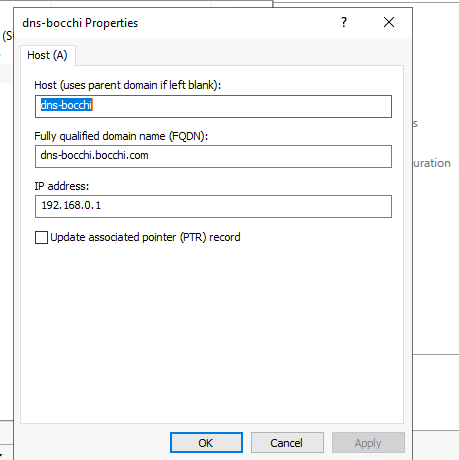 dns-bocchi Properties
?
(S
Host (A)
Host (uses parent domain if left blank):
dns-bocchi
Fully qualified domain name (FQDN):
dns-bocchi.bocchi.com
s
uration
IP address:
192.168.0.1
Update associated pointer (PTR) record
OK
Cancel
Apply